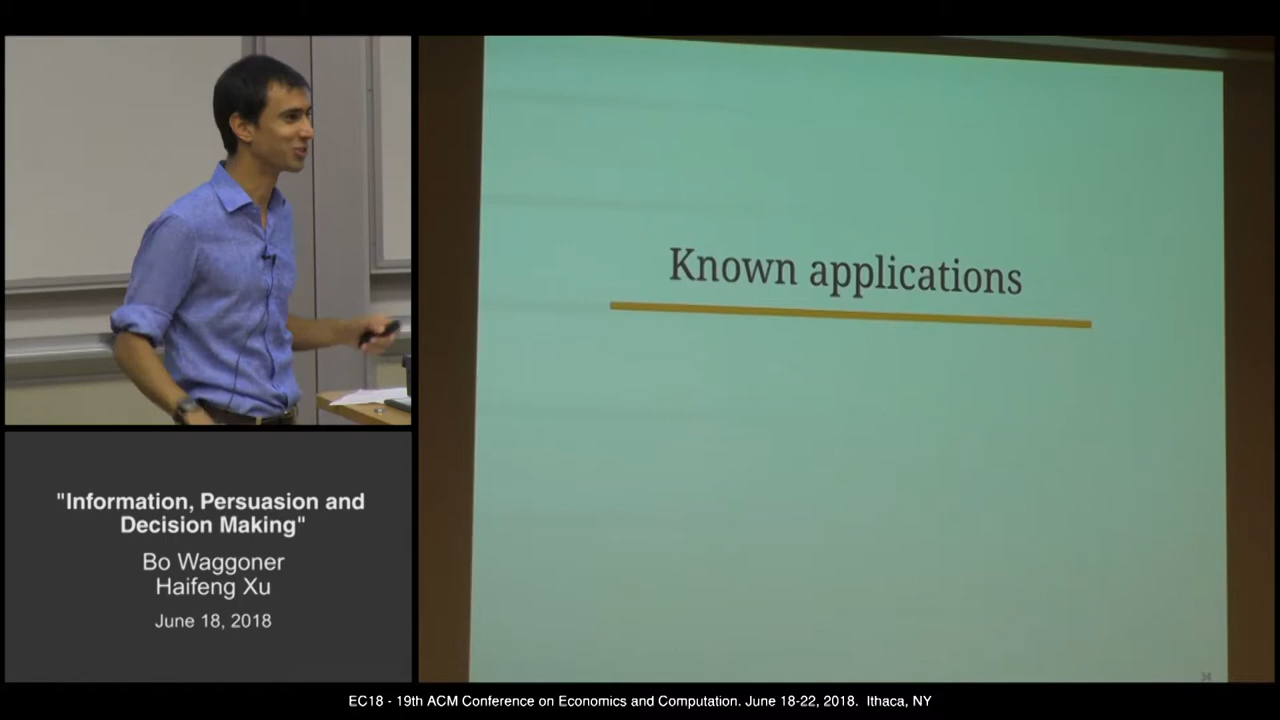 Known applications
"Information, Persuasion and
Decision Making"
Bo Waggoner
Haifeng Xu
June 18, 2018
EC18 - 19th ACM Conference on Economics and Computation. June 18-22, 2018. Ithaca, NY